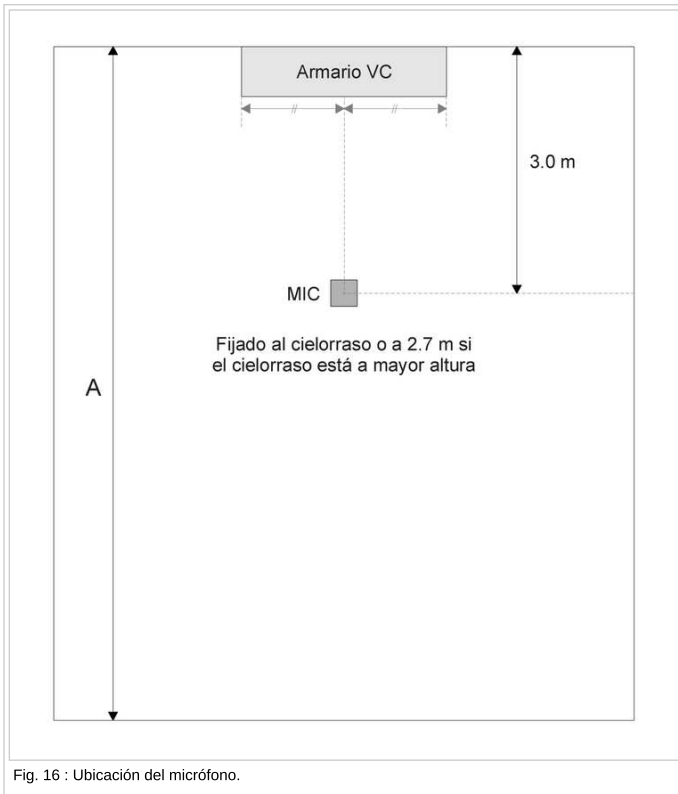 Armario VC
3.0 m
MIC
Fijado al cielorraso o a 2.7 m si
el cielorraso está a mayor altura
A
Fig. 16 : Ubicación del micrófono.